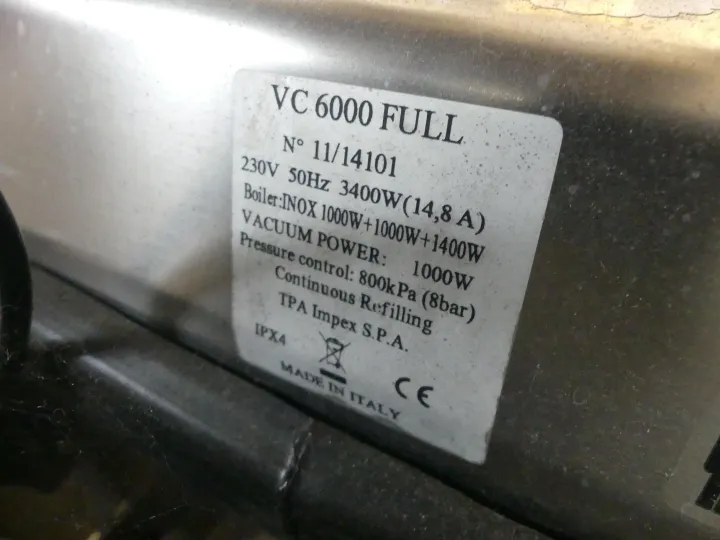 VC 6000 FULL
N° 11/14101
230V 50Hz 3400W(14,8 A)
Boiler:INOX 1000W+1000W+1400W
VACUUM POWER: 1000W
Pressure control: 800kPa (8bar)
Continuous Refilling
TPA Impex S.P.A.
IPX4
CE
MADE IN ITALY